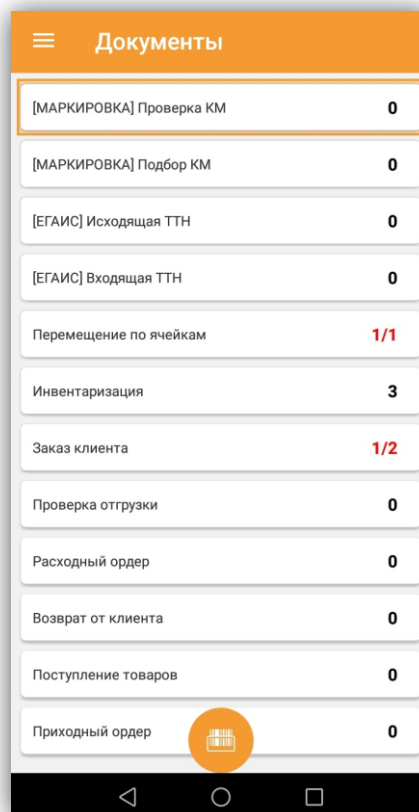 Документы
[МАРКИРОВКА] Проверка КМ 0
[МАРКИРОВКА] Подбор КМ 0
[ЕГАИС] Исходящая ТТН 0
[ЕГАИС] Входящая ТТН 0
Перемещение по ячейкам 1/1
Инвентаризация 3
Заказ клиента 1/2
Проверка отгрузки 0
Расходный ордер 0
Возврат от клиента 0
Поступление товаров 0
Приходный ордер 0